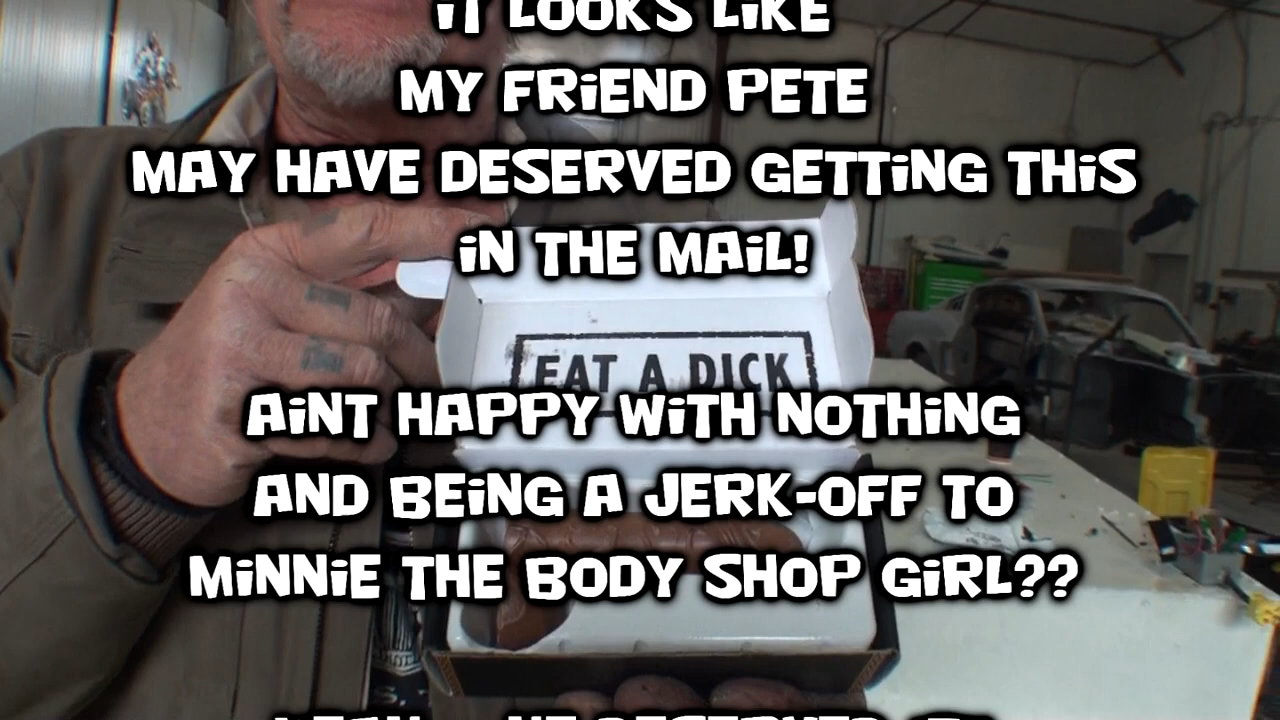 iT LOOKS LiKE
MY FRiEND PETE
MAY HAVE DESERVED GETTiNG THiS
iN THE MAiL!
EAT A DICK
AiNT HAPPY WiTH NOTHiNG
AND BEiNG A JERK-OFF TO
MiNNiE THE BODY SHOP GiRL??